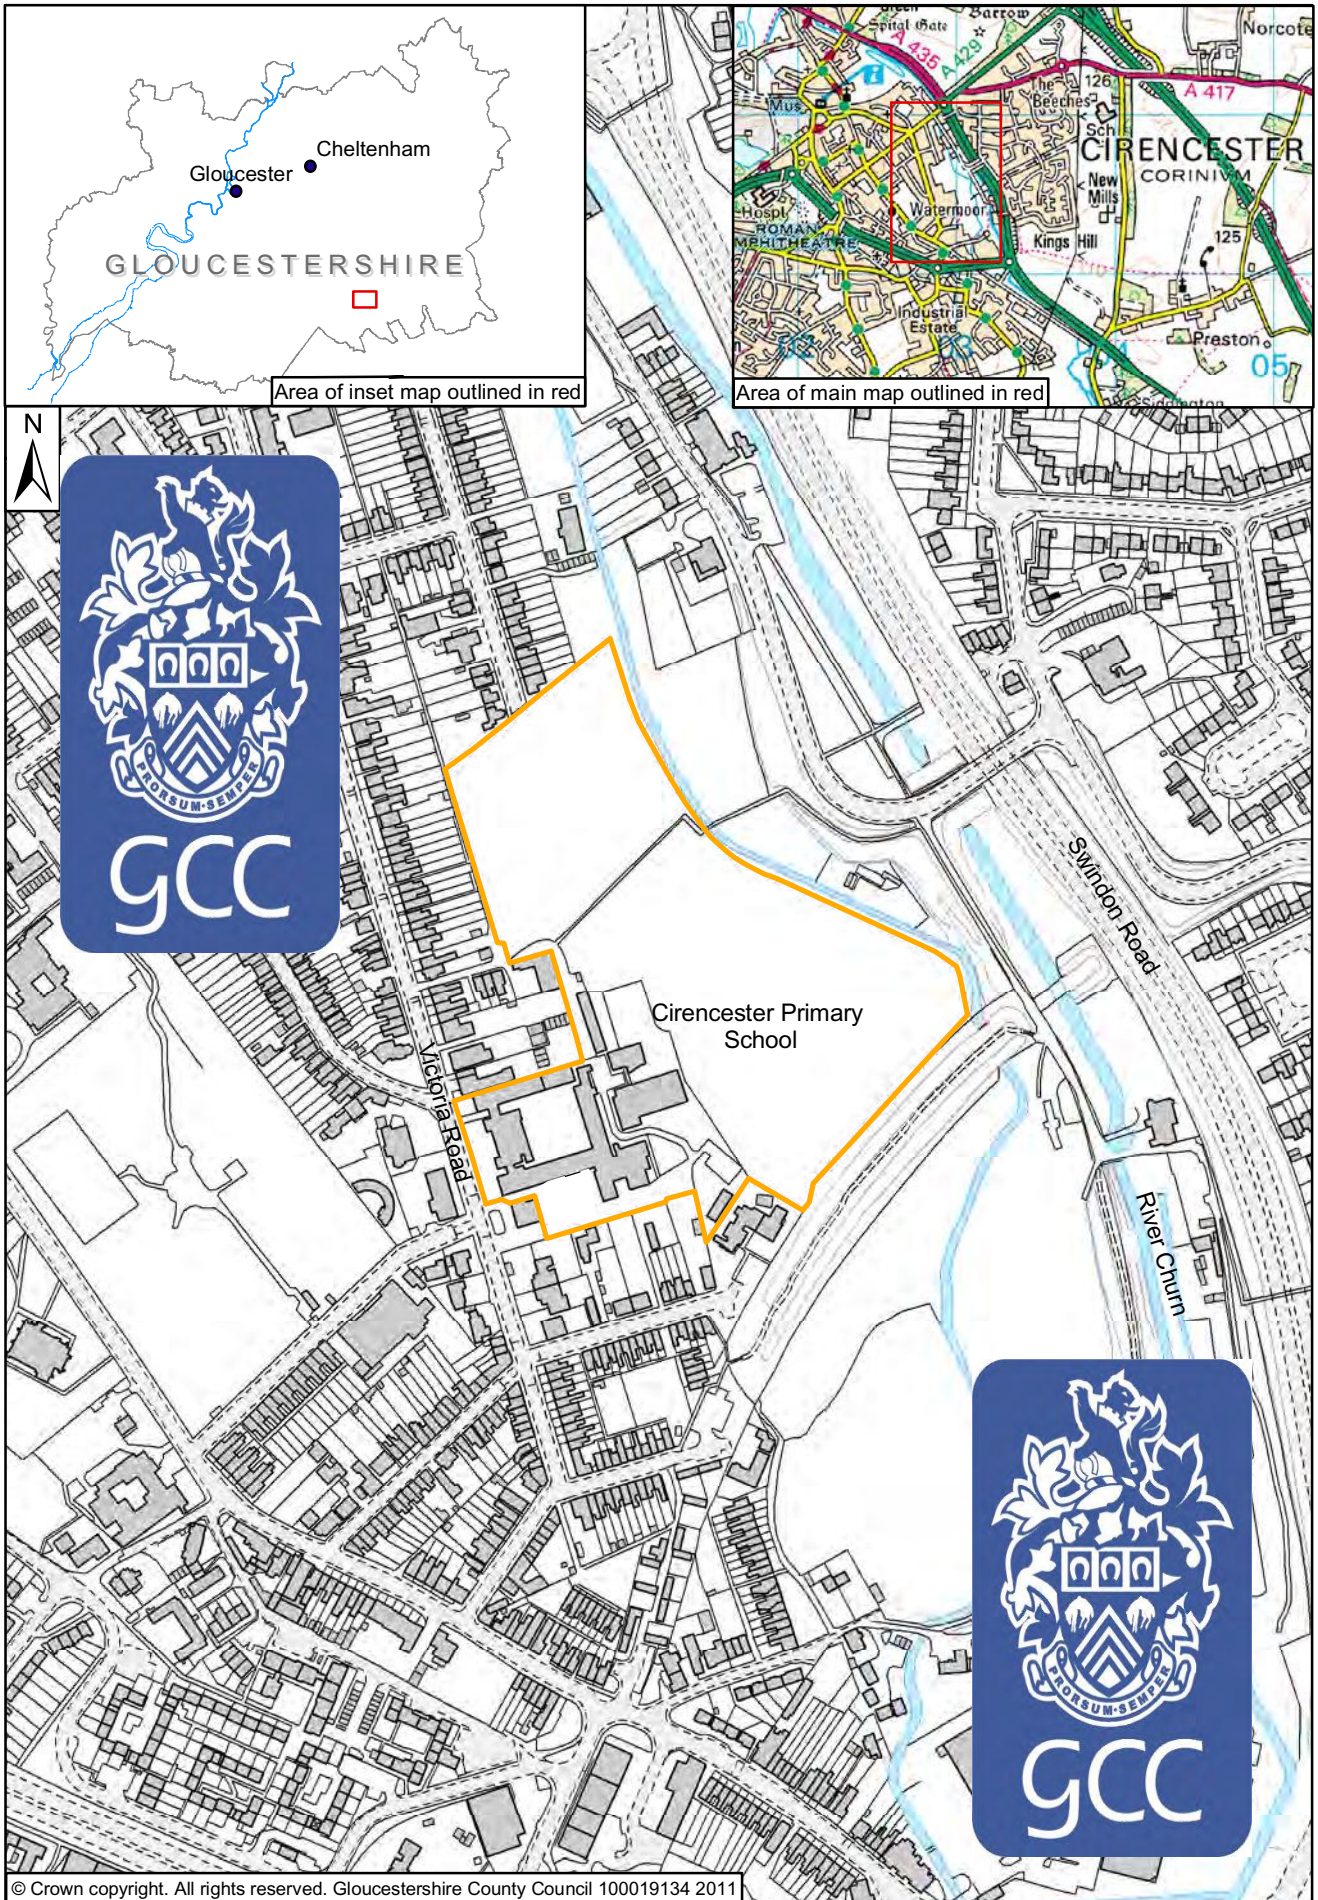 Cheltenham
Gloucester
GLOUCESTERSHIRE
Area of inset map outlined in red
Spital Gate
Barrow
Norcote
A 435
A 429
A 417
The
Beeches
126
Mus
Sch
CIRENCESTER
CORINIVM
New
Mills
Watermoor
Hospl
ROMAN
AMPHITHEATRE
Kings Hill
125
Industrial
Estate
Preston
02
03
05
Siddington
Area of main map outlined in red
N
PRORSUM·SEMPER
gCC
Swindon Road
Cirencester Primary
School
Victoria Road
River Churn
PRORSUM·SEMPER
gCC
© Crown copyright. All rights reserved. Gloucestershire County Council 100019134 2011